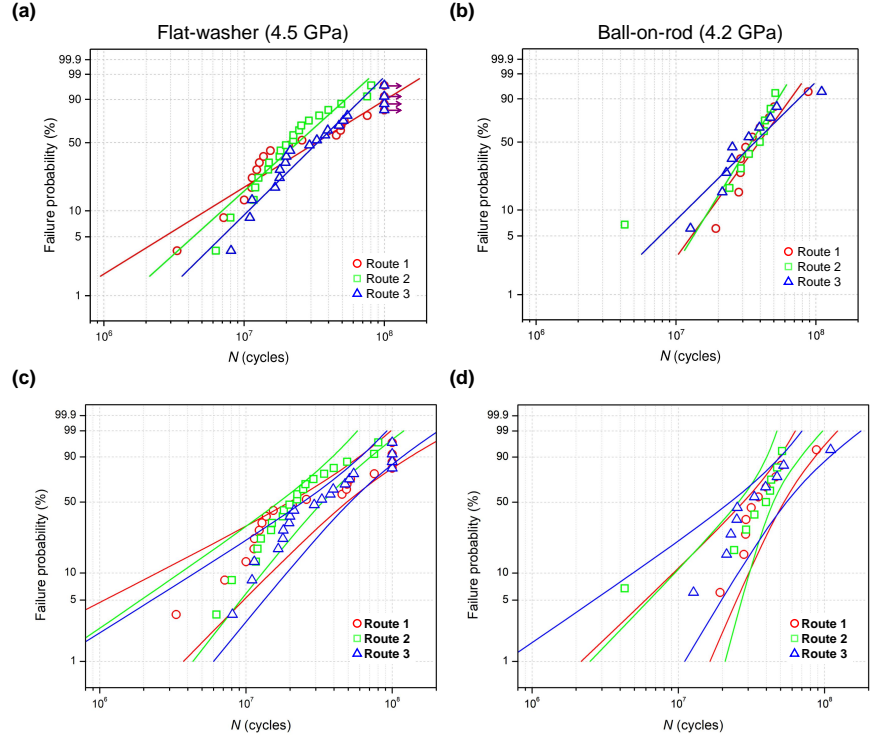 (a)
Flat-washer (4.5 GPa)
99.9
99
90
50
10
5
1
Failure probability (%)
Route 1
Route 2
Route 3
10⁶
10⁷
10⁸
N (cycles)
(b)
Ball-on-rod (4.2 GPa)
99.9
99
90
50
10
5
1
Failure probability (%)
Route 1
Route 2
Route 3
10⁶
10⁷
10⁸
N (cycles)
(c)
99.9
99
90
50
10
5
1
Failure probability (%)
Route 1
Route 2
Route 3
10⁶
10⁷
10⁸
N (cycles)
(d)
99.9
99
90
50
10
5
1
Failure probability (%)
Route 1
Route 2
Route 3
10⁶
10⁷
10⁸
N (cycles)